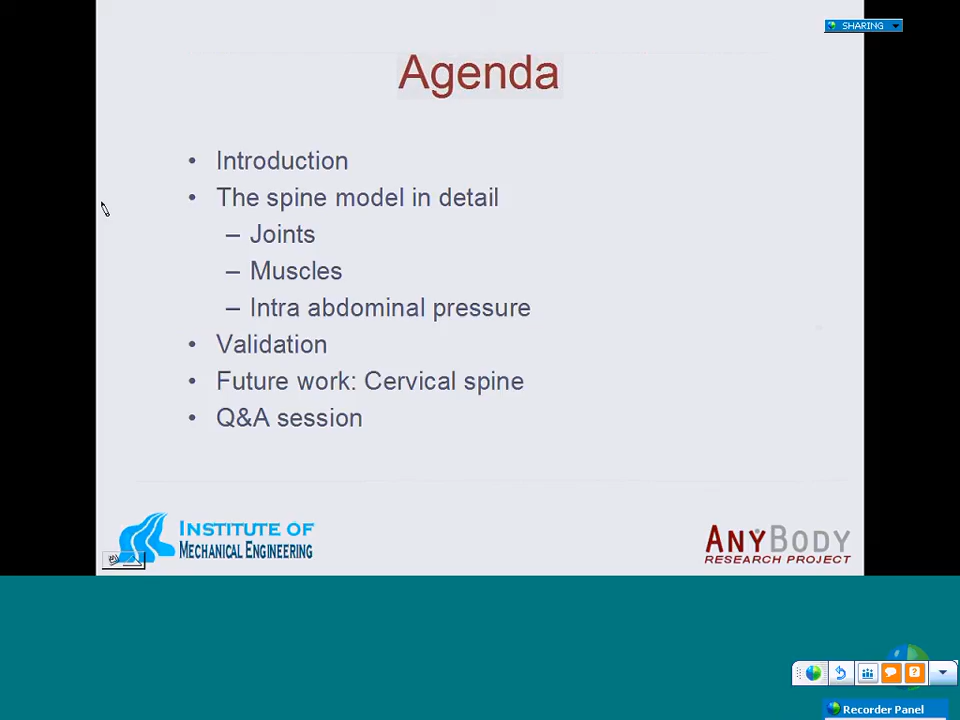 SHARING
Agenda
• Introduction
• The spine model in detail
– Joints
– Muscles
– Intra abdominal pressure
• Validation
• Future work: Cervical spine
• Q&A session
INSTITUTE OF
MECHANICAL ENGINEERING
ANYBODY
RESEARCH PROJECT
Recorder Panel